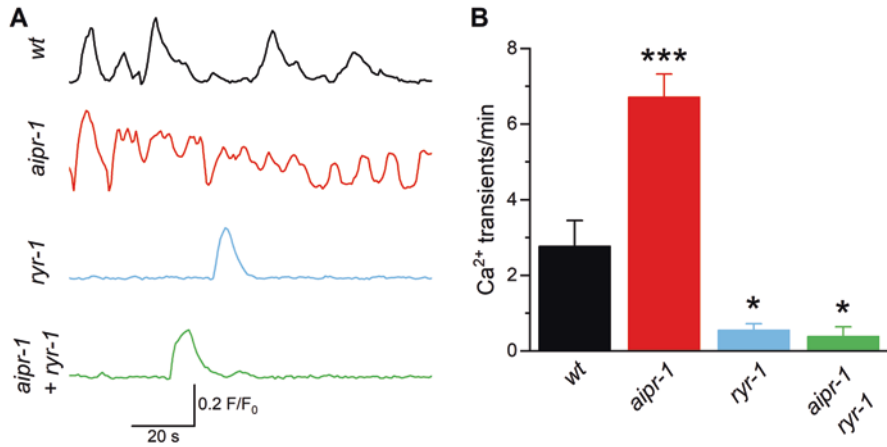 A
wt
aipr-1
ryr-1
aipr-1
+ ryr-1
0.2 F/F₀
20 s
B
Ca²⁺ transients/min
8
6
4
2
0
***
*
*
wt
aipr-1
ryr-1
aipr-1
ryr-1